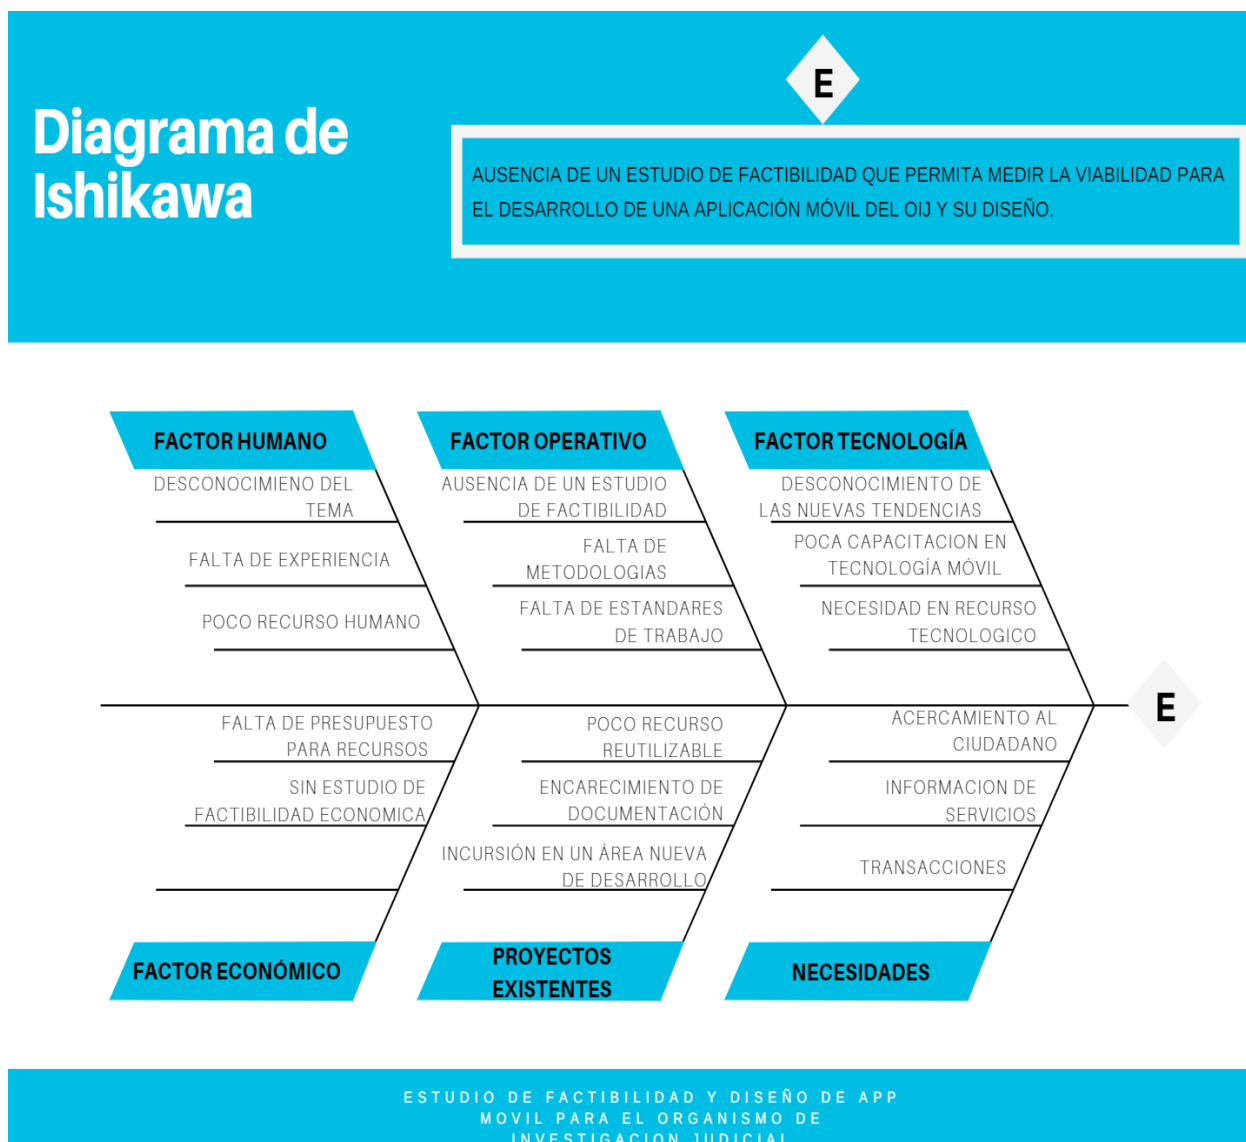 Diagrama de
Ishikawa
E
AUSENCIA DE UN ESTUDIO DE FACTIBILIDAD QUE PERMITA MEDIR LA VIABILIDAD PARA
EL DESARROLLO DE UNA APLICACIÓN MÓVIL DEL OIJ Y SU DISEÑO.
FACTOR HUMANO
DESCONOCIMIENO DEL
TEMA
FALTA DE EXPERIENCIA
POCO RECURSO HUMANO
FACTOR OPERATIVO
AUSENCIA DE UN ESTUDIO
DE FACTIBILIDAD
FALTA DE
METODOLOGIAS
FALTA DE ESTANDARES
DE TRABAJO
FACTOR TECNOLOGÍA
DESCONOCIMIENTO DE
LAS NUEVAS TENDENCIAS
POCA CAPACITACION EN
TECNOLOGÍA MÓVIL
NECESIDAD EN RECURSO
TECNOLOGICO
E
FALTA DE PRESUPUESTO
PARA RECURSOS
SIN ESTUDIO DE
FACTIBILIDAD ECONOMICA
FACTOR ECONÓMICO
POCO RECURSO
REUTILIZABLE
ENCARECIMIENTO DE
DOCUMENTACIÓN
INCURSIÓN EN UN ÁREA NUEVA
DE DESARROLLO
PROYECTOS
EXISTENTES
ACERCAMIENTO AL
CIUDADANO
INFORMACION DE
SERVICIOS
TRANSACCIONES
NECESIDADES
ESTUDIO DE FACTIBILIDAD Y DISEÑO DE APP
MOVIL PARA EL ORGANISMO DE
INVESTIGACION JUDICIAL